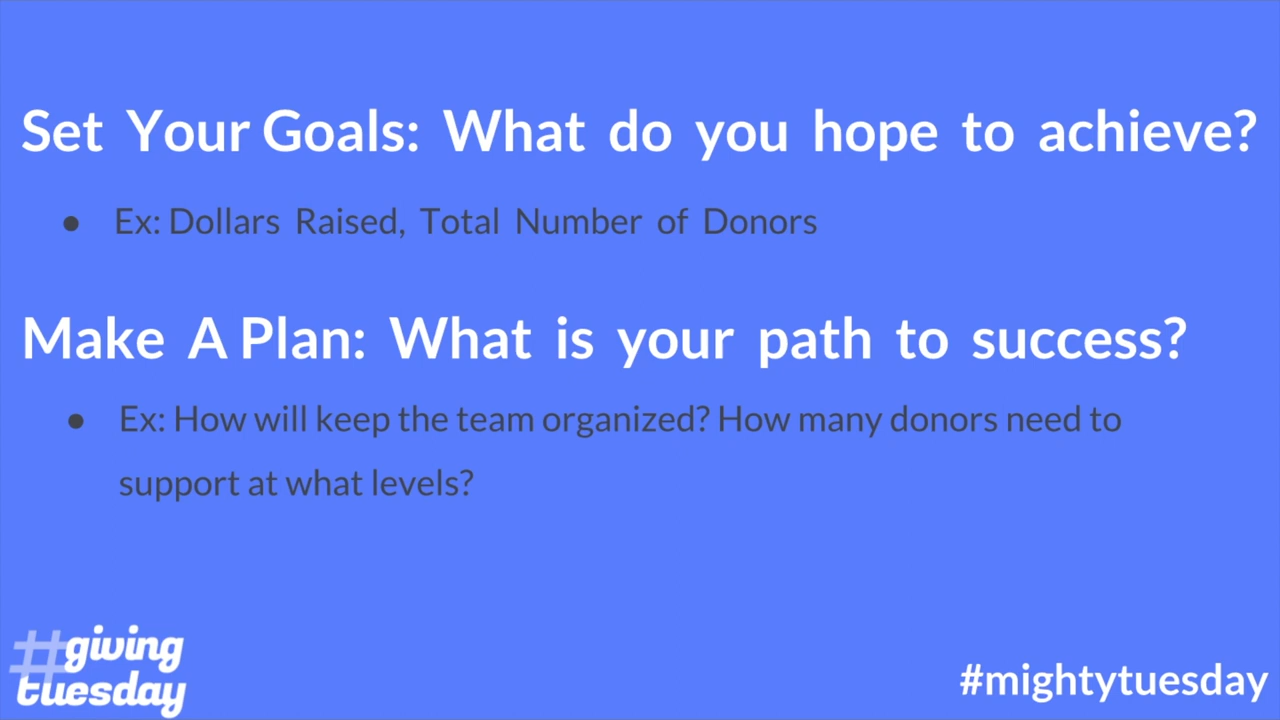 Set Your Goals: What do you hope to achieve?
● Ex: Dollars Raised, Total Number of Donors
Make A Plan: What is your path to success?
● Ex: How will keep the team organized? How many donors need to
support at what levels?
#giving
tuesday
#mightytuesday